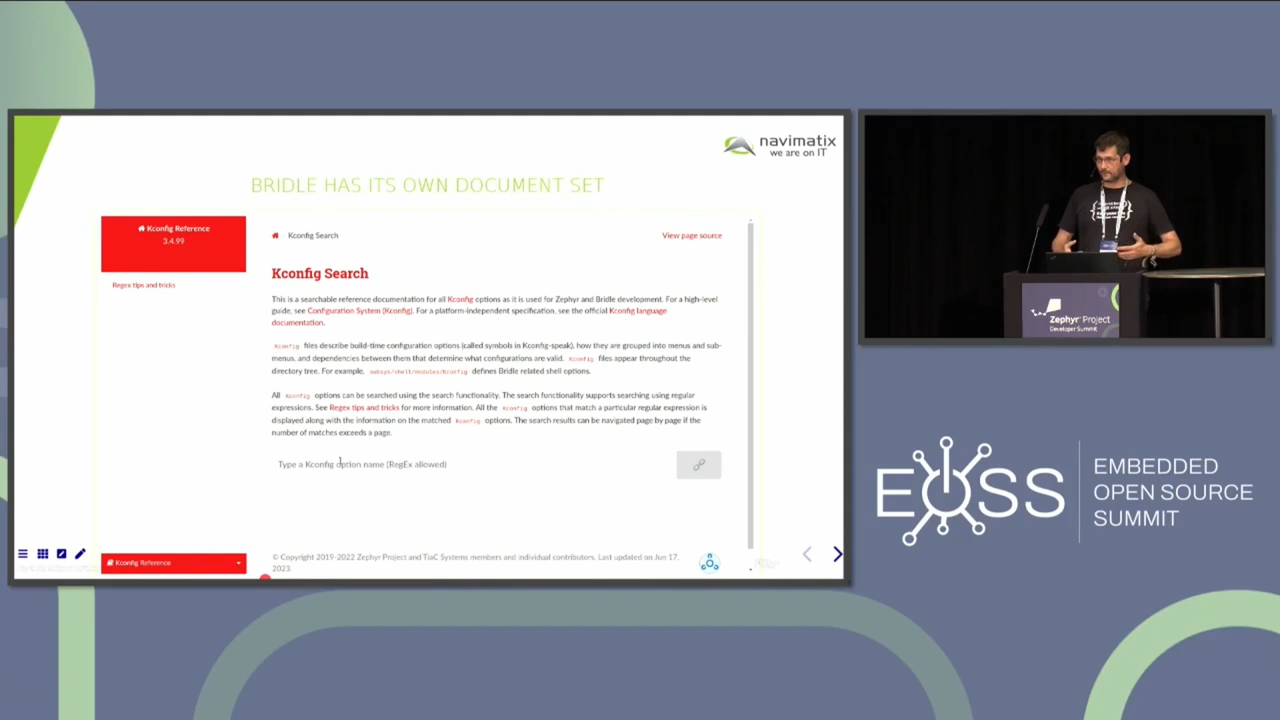 navimatix
we are on IT
BRIDLE HAS ITS OWN DOCUMENT SET
Kconfig Reference
3.4.99
Regex tips and tricks
Kconfig Search
View page source
Kconfig Search
This is a searchable reference documentation for all Kconfig options as it is used for Zephyr and Bridle development. For a high-level
guide, see Configuration System (Kconfig). For a platform-independent specification, see the official Kconfig language
documentation.
Kconfig files describe build-time configuration options (called symbols in Kconfig-speak), how they are grouped into menus and sub-
menus, and dependencies between them that determine what configurations are valid. Kconfig files appear throughout the
directory tree. For example, subsys/shell/modules/Kconfig defines Bridle related shell options.
All Kconfig options can be searched using the search functionality. The search functionality supports searching using regular
expressions. See Regex tips and tricks for more information. All the Kconfig options that match a particular regular expression is
displayed along with the information on the matched Kconfig options. The search results can be navigated page by page if the
number of matches exceeds a page.
Type a Kconfig option name (RegEx allowed)
Kconfig Reference
© Copyright 2019-2022 Zephyr Project and TiaC Systems members and individual contributors. Last updated on Jun 17,
2023.
Zephyr Project
Developer Summit
EOSS
EMBEDDED
OPEN SOURCE
SUMMIT